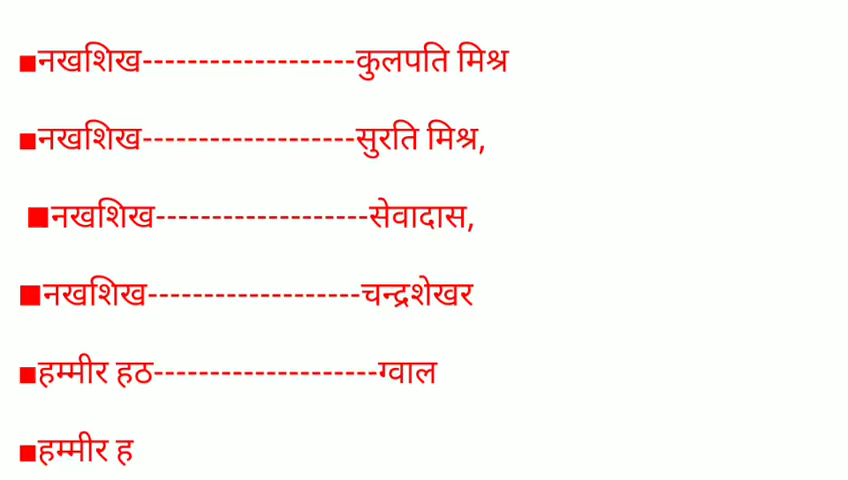 ■नखशिख-------------------कुलपति मिश्र
■नखशिख-------------------सुरति मिश्र,
■नखशिख-------------------सेवादास,
■नखशिख-------------------चन्द्रशेखर
■हम्मीर हठ--------------------ग्वाल
■हम्मीर ह